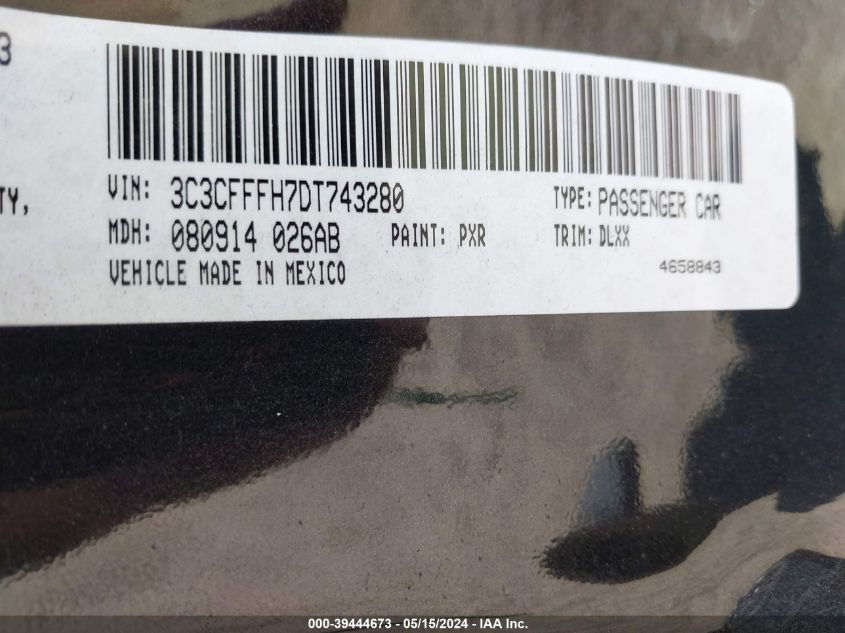 3
TY,
VIN: 3C3CFFFH7DT743280 TYPE: PASSENGER CAR
MDH: 080914 026AB PAINT: PXR TRIM: DLXX
VEHICLE MADE IN MEXICO 4658843
000-39444673 - 05/15/2024 - IAA Inc.